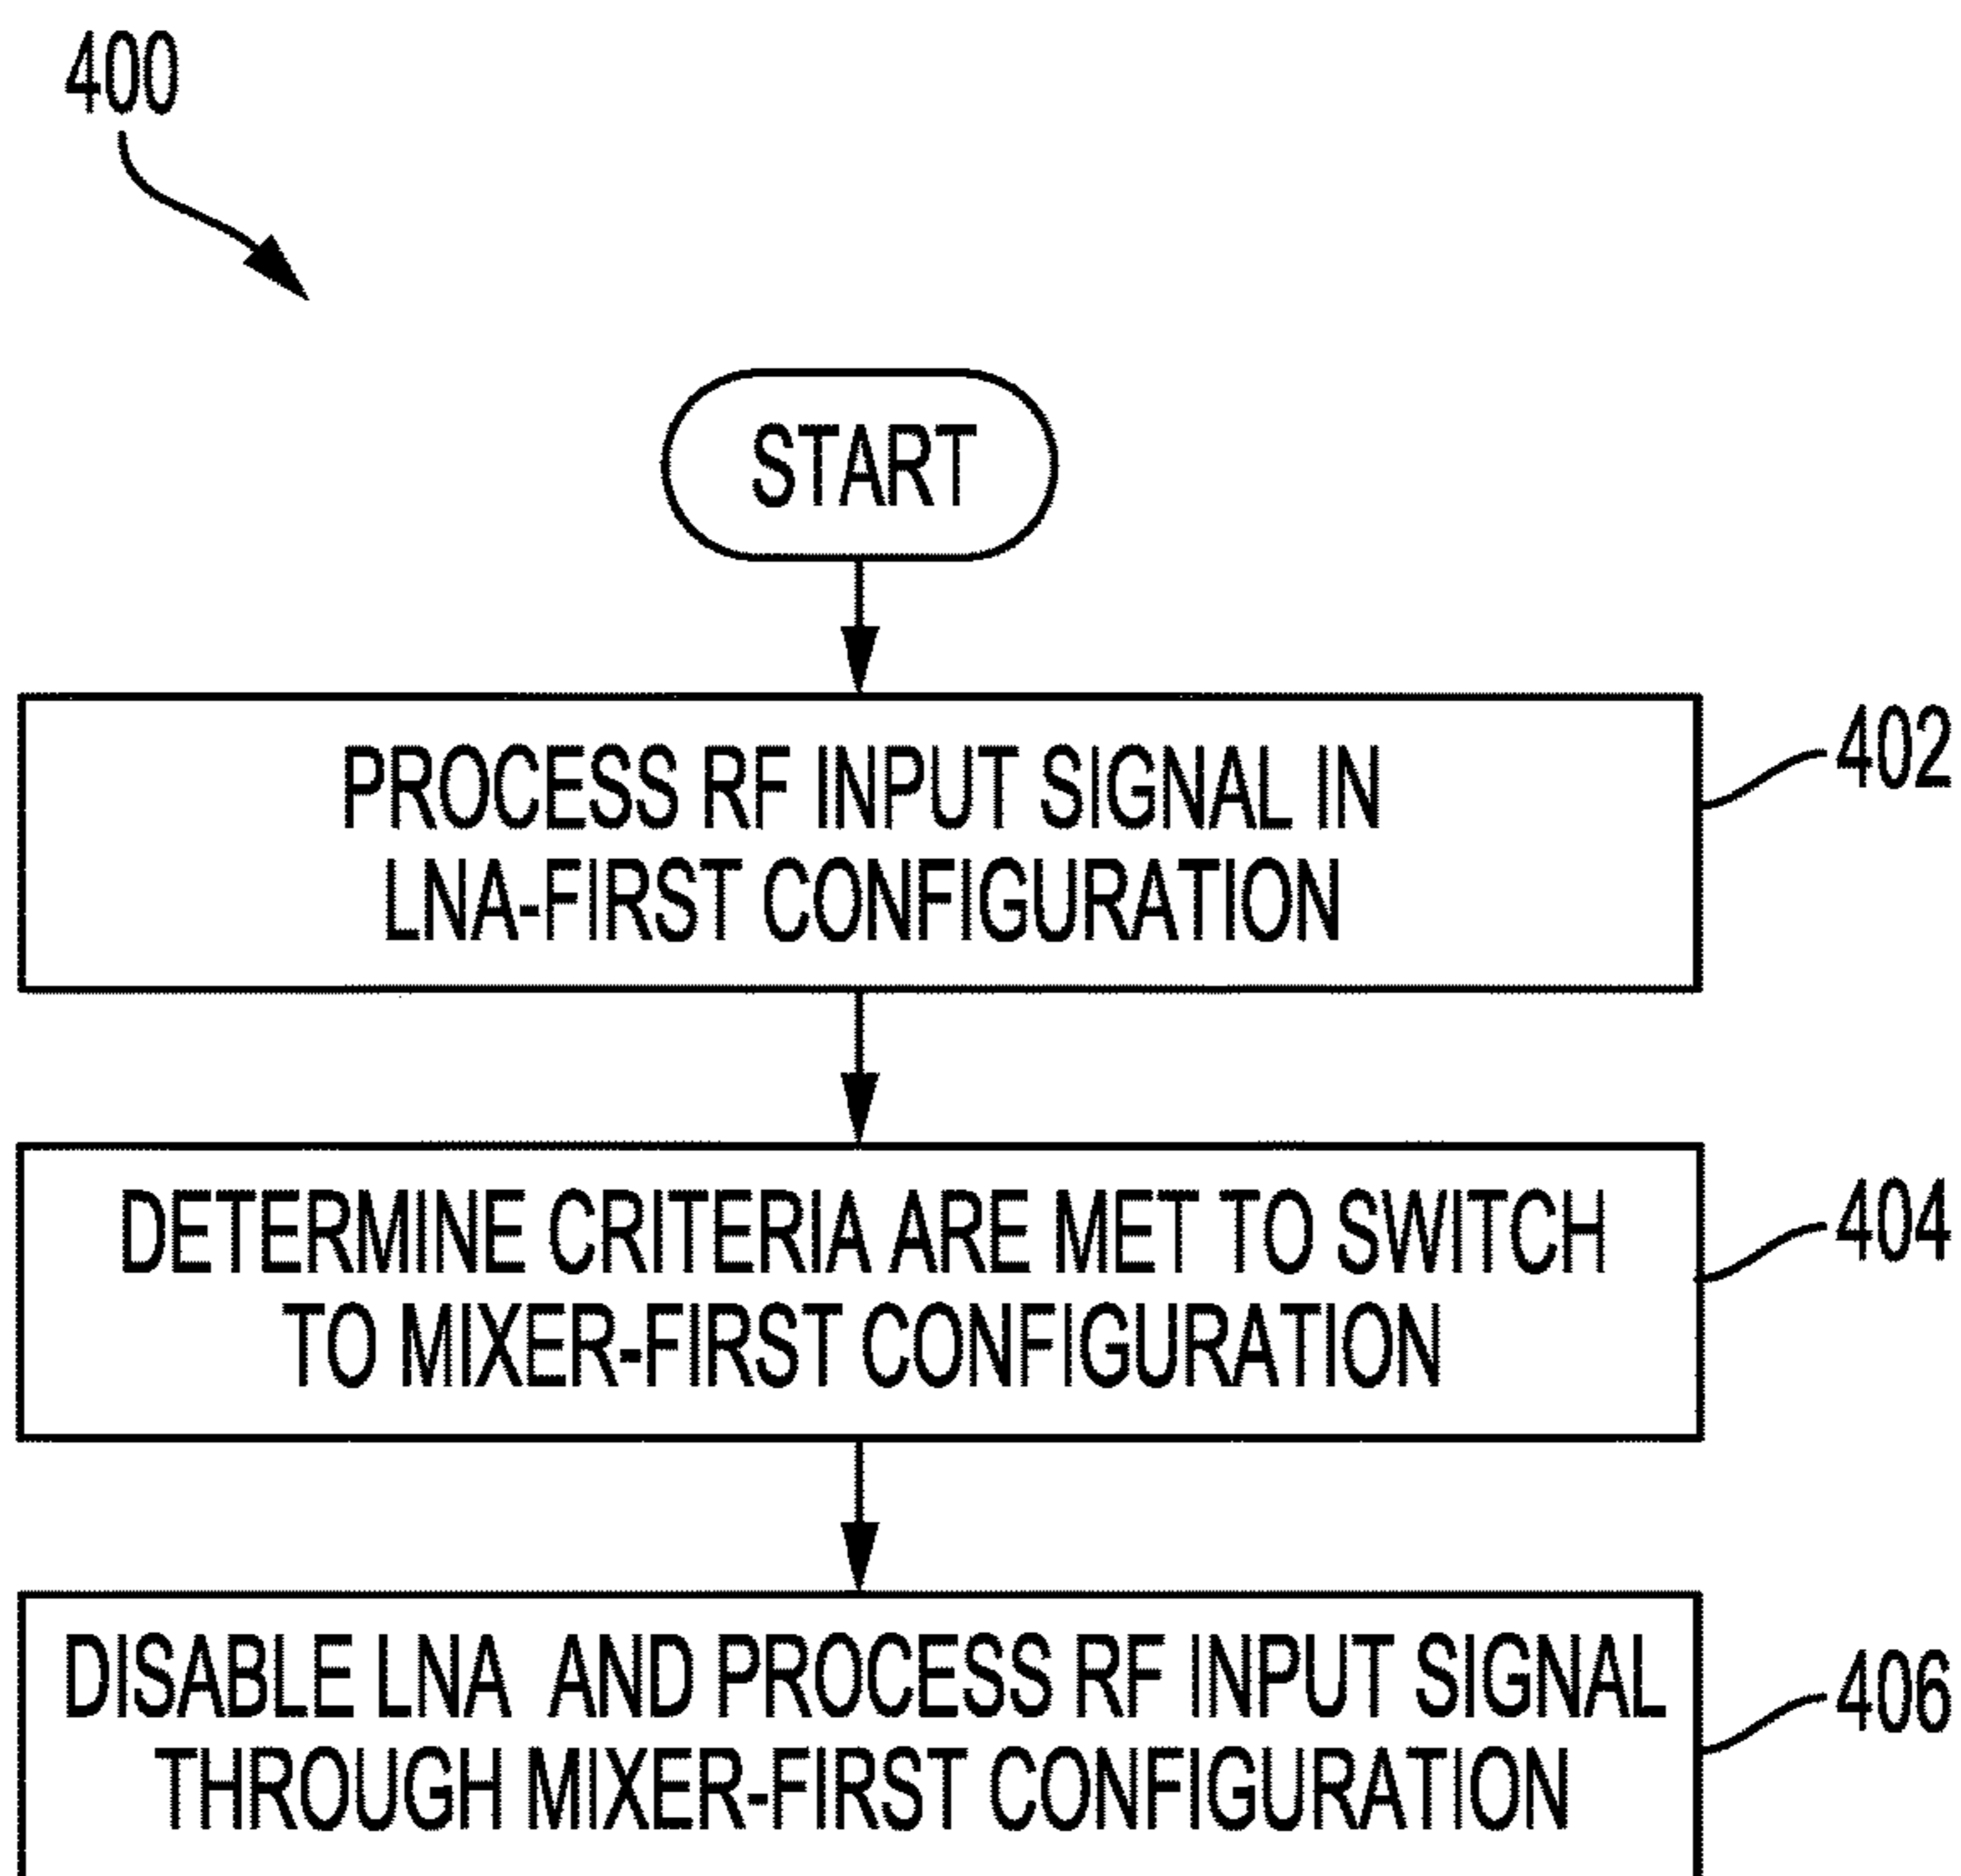 400
START
PROCESS RF INPUT SIGNAL IN
LNA-FIRST CONFIGURATION
402
DETERMINE CRITERIA ARE MET TO SWITCH
TO MIXER-FIRST CONFIGURATION
404
DISABLE LNA AND PROCESS RF INPUT SIGNAL
THROUGH MIXER-FIRST CONFIGURATION
406